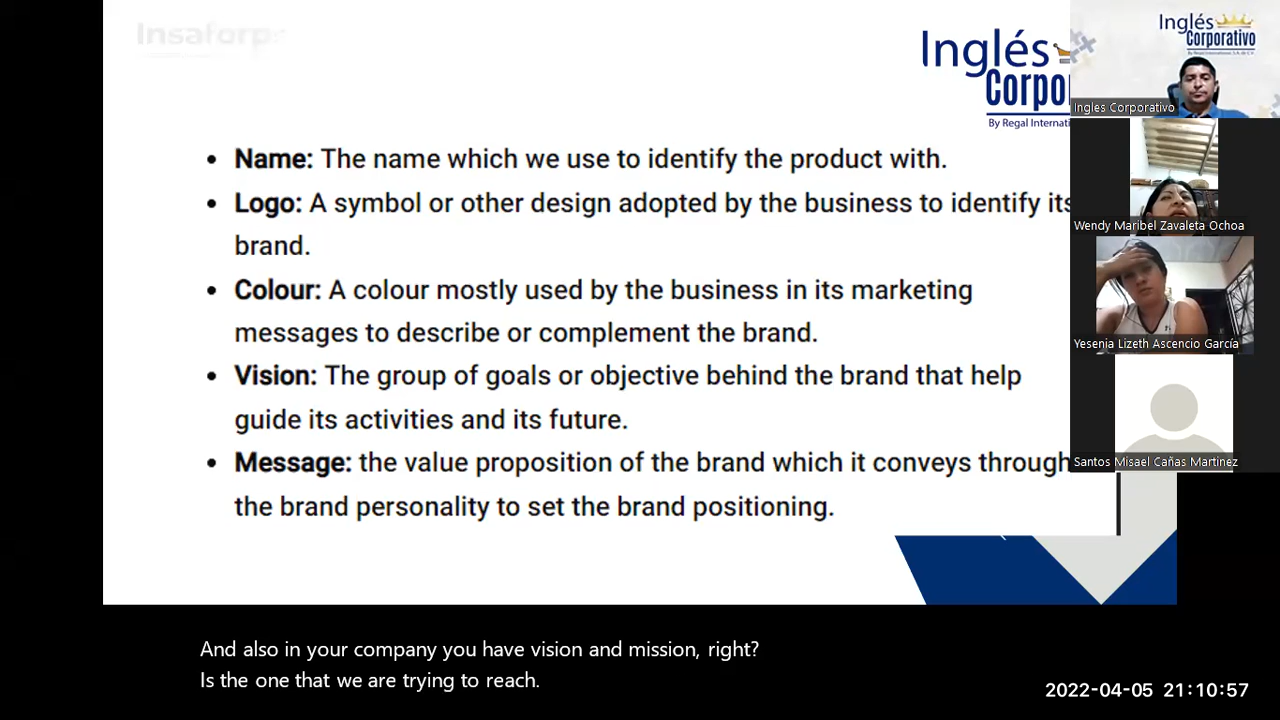 Insaforp
Inglés
Corpo
By Regal Internati
Inglés
Corporativo
By Regal International, S.A. de C.V.
Ingles Corporativo
• Name: The name which we use to identify the product with.
• Logo: A symbol or other design adopted by the business to identify its
brand.
• Colour: A colour mostly used by the business in its marketing
messages to describe or complement the brand.
• Vision: The group of goals or objective behind the brand that help
guide its activities and its future.
• Message: the value proposition of the brand which it conveys through
the brand personality to set the brand positioning.
Wendy Maribel Zavaleta Ochoa
Yesenia Lizeth Ascencio García
Santos Misael Cañas Martinez
And also in your company you have vision and mission, right?
Is the one that we are trying to reach.
2022-04-05 21:10:57